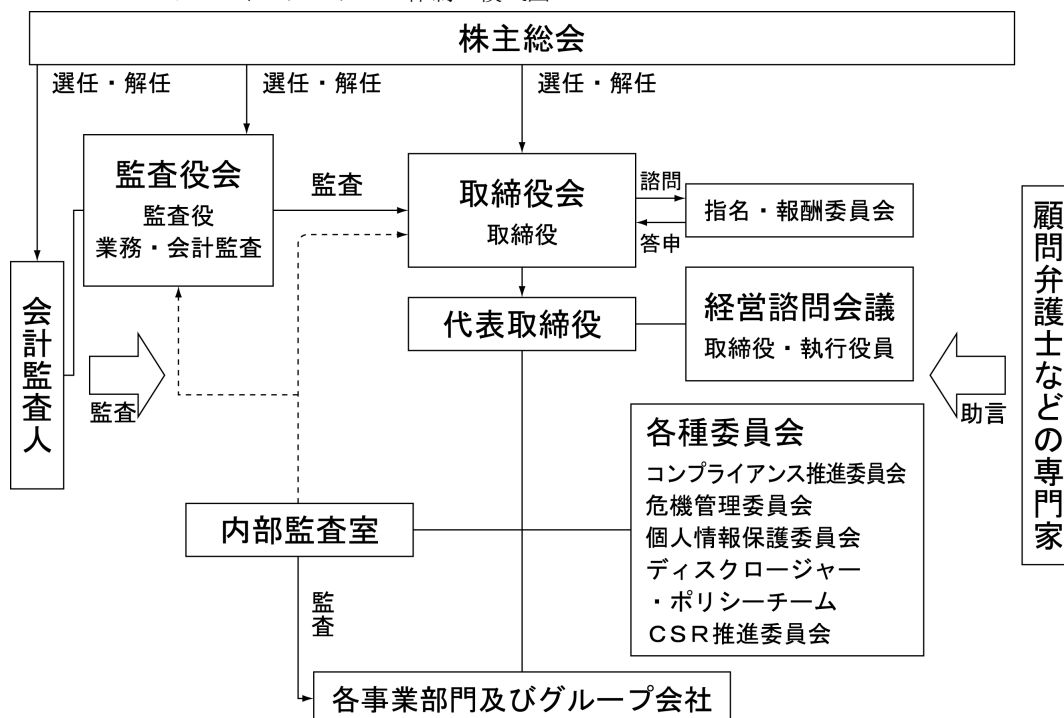 株主総会
選任・解任
選任・解任
選任・解任
監査役会
監査役
業務・会計監査
監査
取締役会
取締役
諮問
答申
指名・報酬委員会
顧問弁護士などの専門家
会計監査人
代表取締役
経営諮問会議
取締役・執行役員
監査
助言
各種委員会
コンプライアンス推進委員会
危機管理委員会
個人情報保護委員会
ディスクロージャー
・ポリシーチーム
CSR推進委員会
内部監査室
監査
各事業部門及びグループ会社